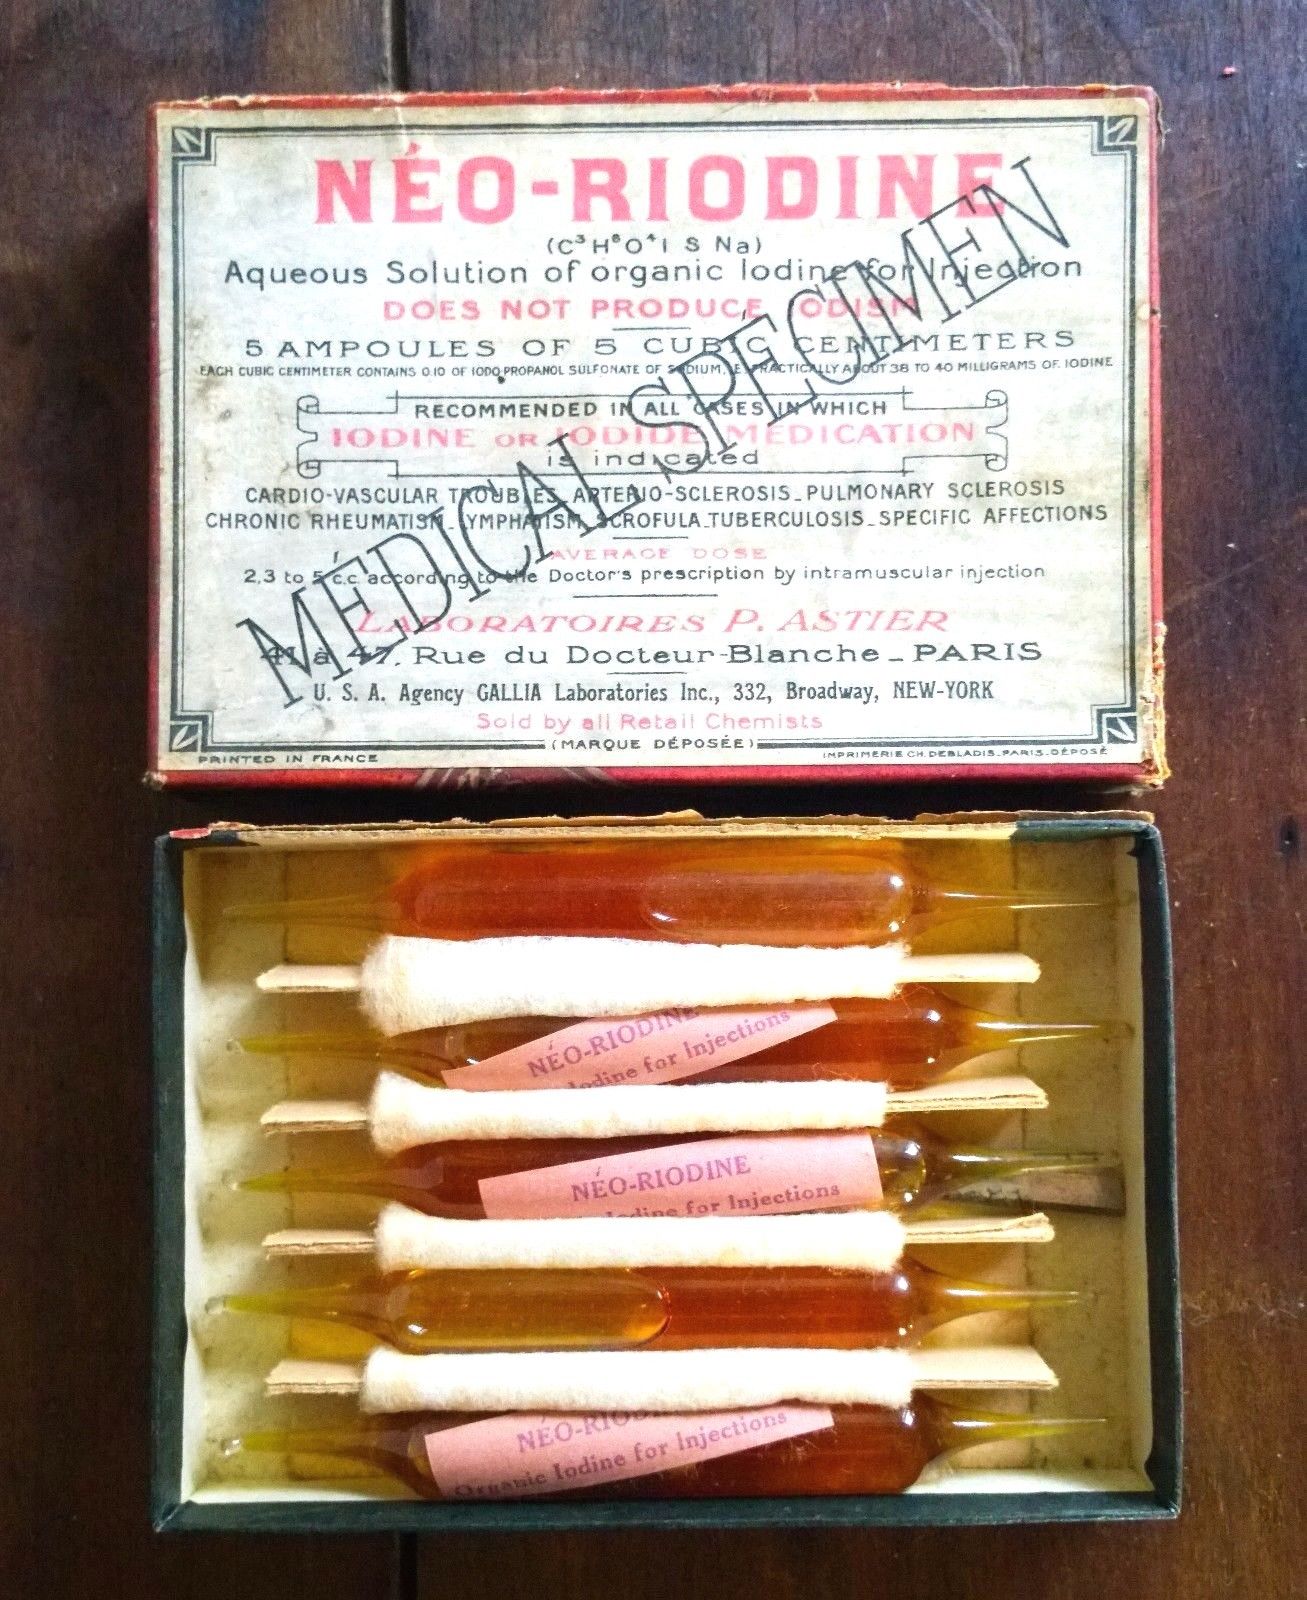 NÉO-RIODINE
(C³H⁶O⁴I S Na)
Aqueous Solution of organic Iodine for Injection
DOES NOT PRODUCE IODISM
5 AMPOULES OF 5 CUBIC CENTIMETERS
EACH CUBIC CENTIMETER CONTAINS 0.10 OF IODO PROPANOL SULFONATE OF SODIUM, IE PRACTICALLY ABOUT 38 TO 40 MILLIGRAMS OF IODINE
RECOMMENDED IN ALL CASES IN WHICH
IODINE OR IODIDE MEDICATION
is indicated
CARDIO-VASCULAR TROUBLES_ARTERIO-SCLEROSIS_PULMONARY SCLEROSIS
CHRONIC RHEUMATISM_LYMPHATISM_SCROFULA_TUBERCULOSIS_SPECIFIC AFFECTIONS
AVERAGE DOSE
2,3 to 5 c.c. according to the Doctor's prescription by intramuscular injection
LABORATOIRES P. ASTIER
41 à 47, Rue du Docteur-Blanche_PARIS
U. S. A. Agency GALLIA Laboratories Inc., 332, Broadway, NEW-YORK
Sold by all Retail Chemists
(MARQUE DÉPOSÉE)
PRINTED IN FRANCE
IMPRIMERIE CH. DEBLADIS_PARIS_DÉPOSÉ
MÉDICAL SPÉCIMEN
NÉO-RIODINE
Iodine for Injections
NÉO-RIODINE
Iodine for Injections
NÉO-RIODINE
Organic Iodine for Injections